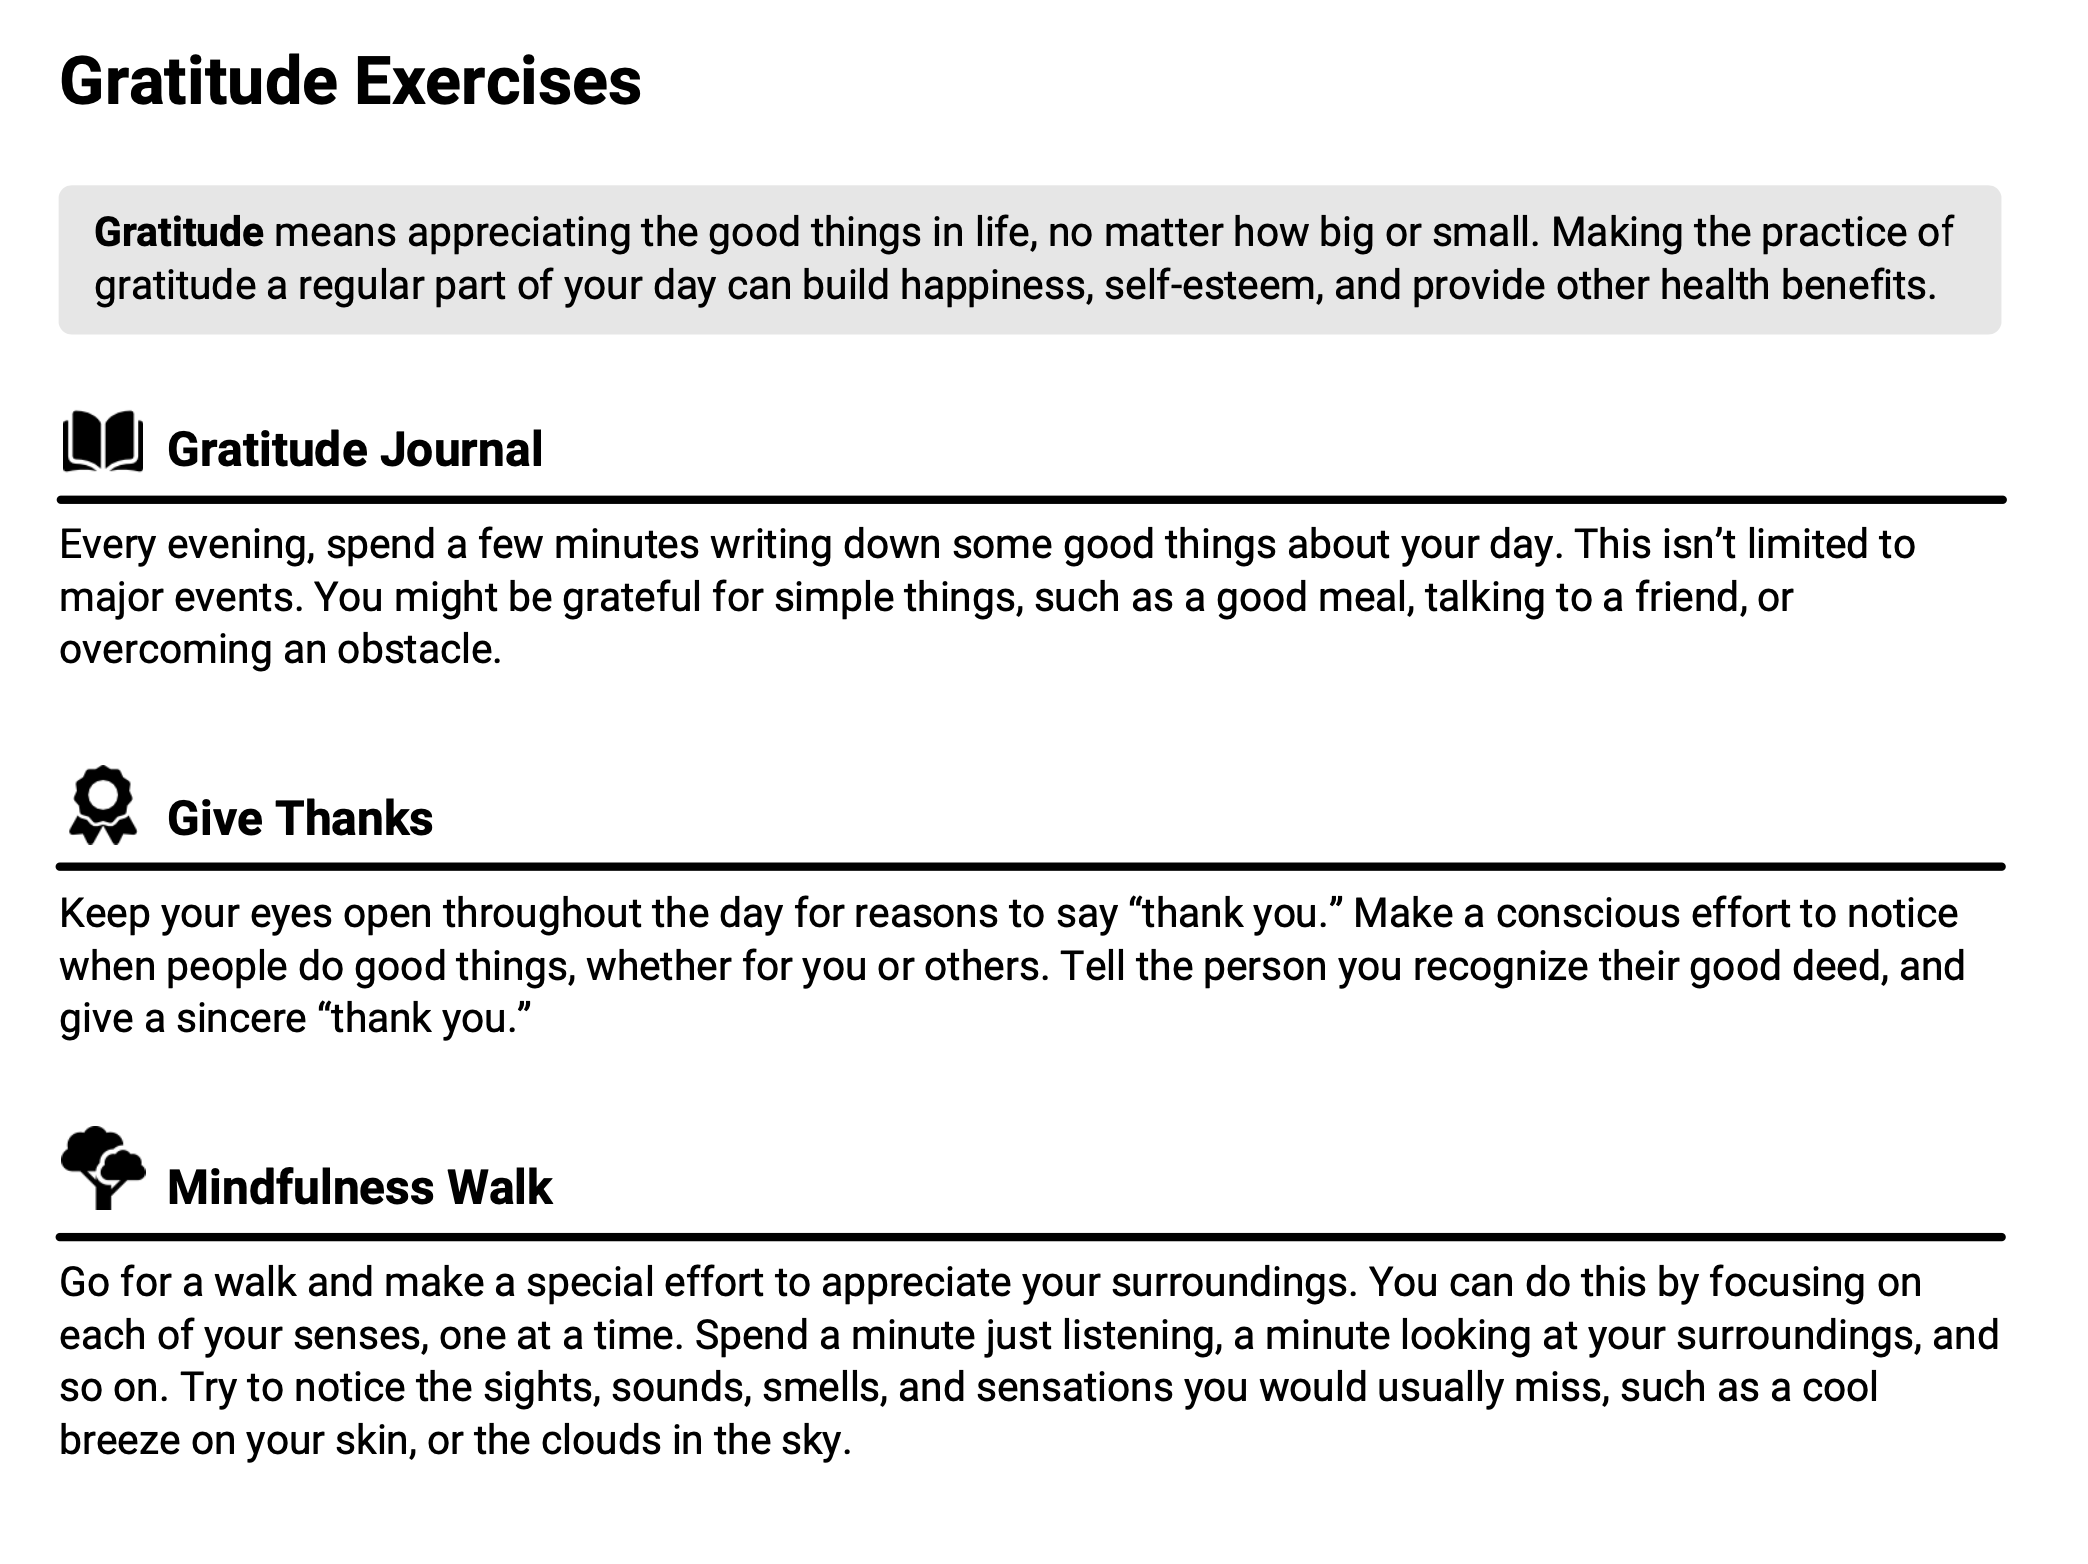 Gratitude Exercises
Gratitude means appreciating the good things in life, no matter how big or small. Making the practice of
gratitude a regular part of your day can build happiness, self-esteem, and provide other health benefits.
Gratitude Journal
Every evening, spend a few minutes writing down some good things about your day. This isn’t limited to
major events. You might be grateful for simple things, such as a good meal, talking to a friend, or
overcoming an obstacle.
Give Thanks
Keep your eyes open throughout the day for reasons to say “thank you.” Make a conscious effort to notice
when people do good things, whether for you or others. Tell the person you recognize their good deed, and
give a sincere “thank you.”
Mindfulness Walk
Go for a walk and make a special effort to appreciate your surroundings. You can do this by focusing on
each of your senses, one at a time. Spend a minute just listening, a minute looking at your surroundings, and
so on. Try to notice the sights, sounds, smells, and sensations you would usually miss, such as a cool
breeze on your skin, or the clouds in the sky.